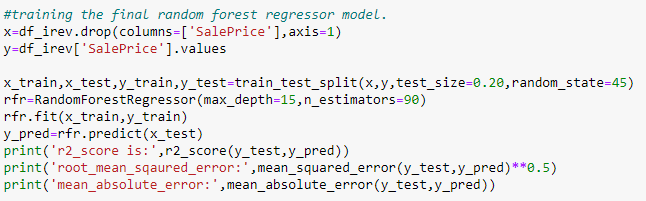 #training the final random forest regressor model.
x=df_irev.drop(columns=['SalePrice'],axis=1)
y=df_irev['SalePrice'].values
x_train,x_test,y_train,y_test=train_test_split(x,y,test_size=0.20,random_state=45)
rfr=RandomForestRegressor(max_depth=15,n_estimators=90)
rfr.fit(x_train,y_train)
y_pred=rfr.predict(x_test)
print('r2_score is:',r2_score(y_test,y_pred))
print('root_mean_sqaured_error:',mean_squared_error(y_test,y_pred)**0.5)
print('mean_absolute_error:',mean_absolute_error(y_test,y_pred))